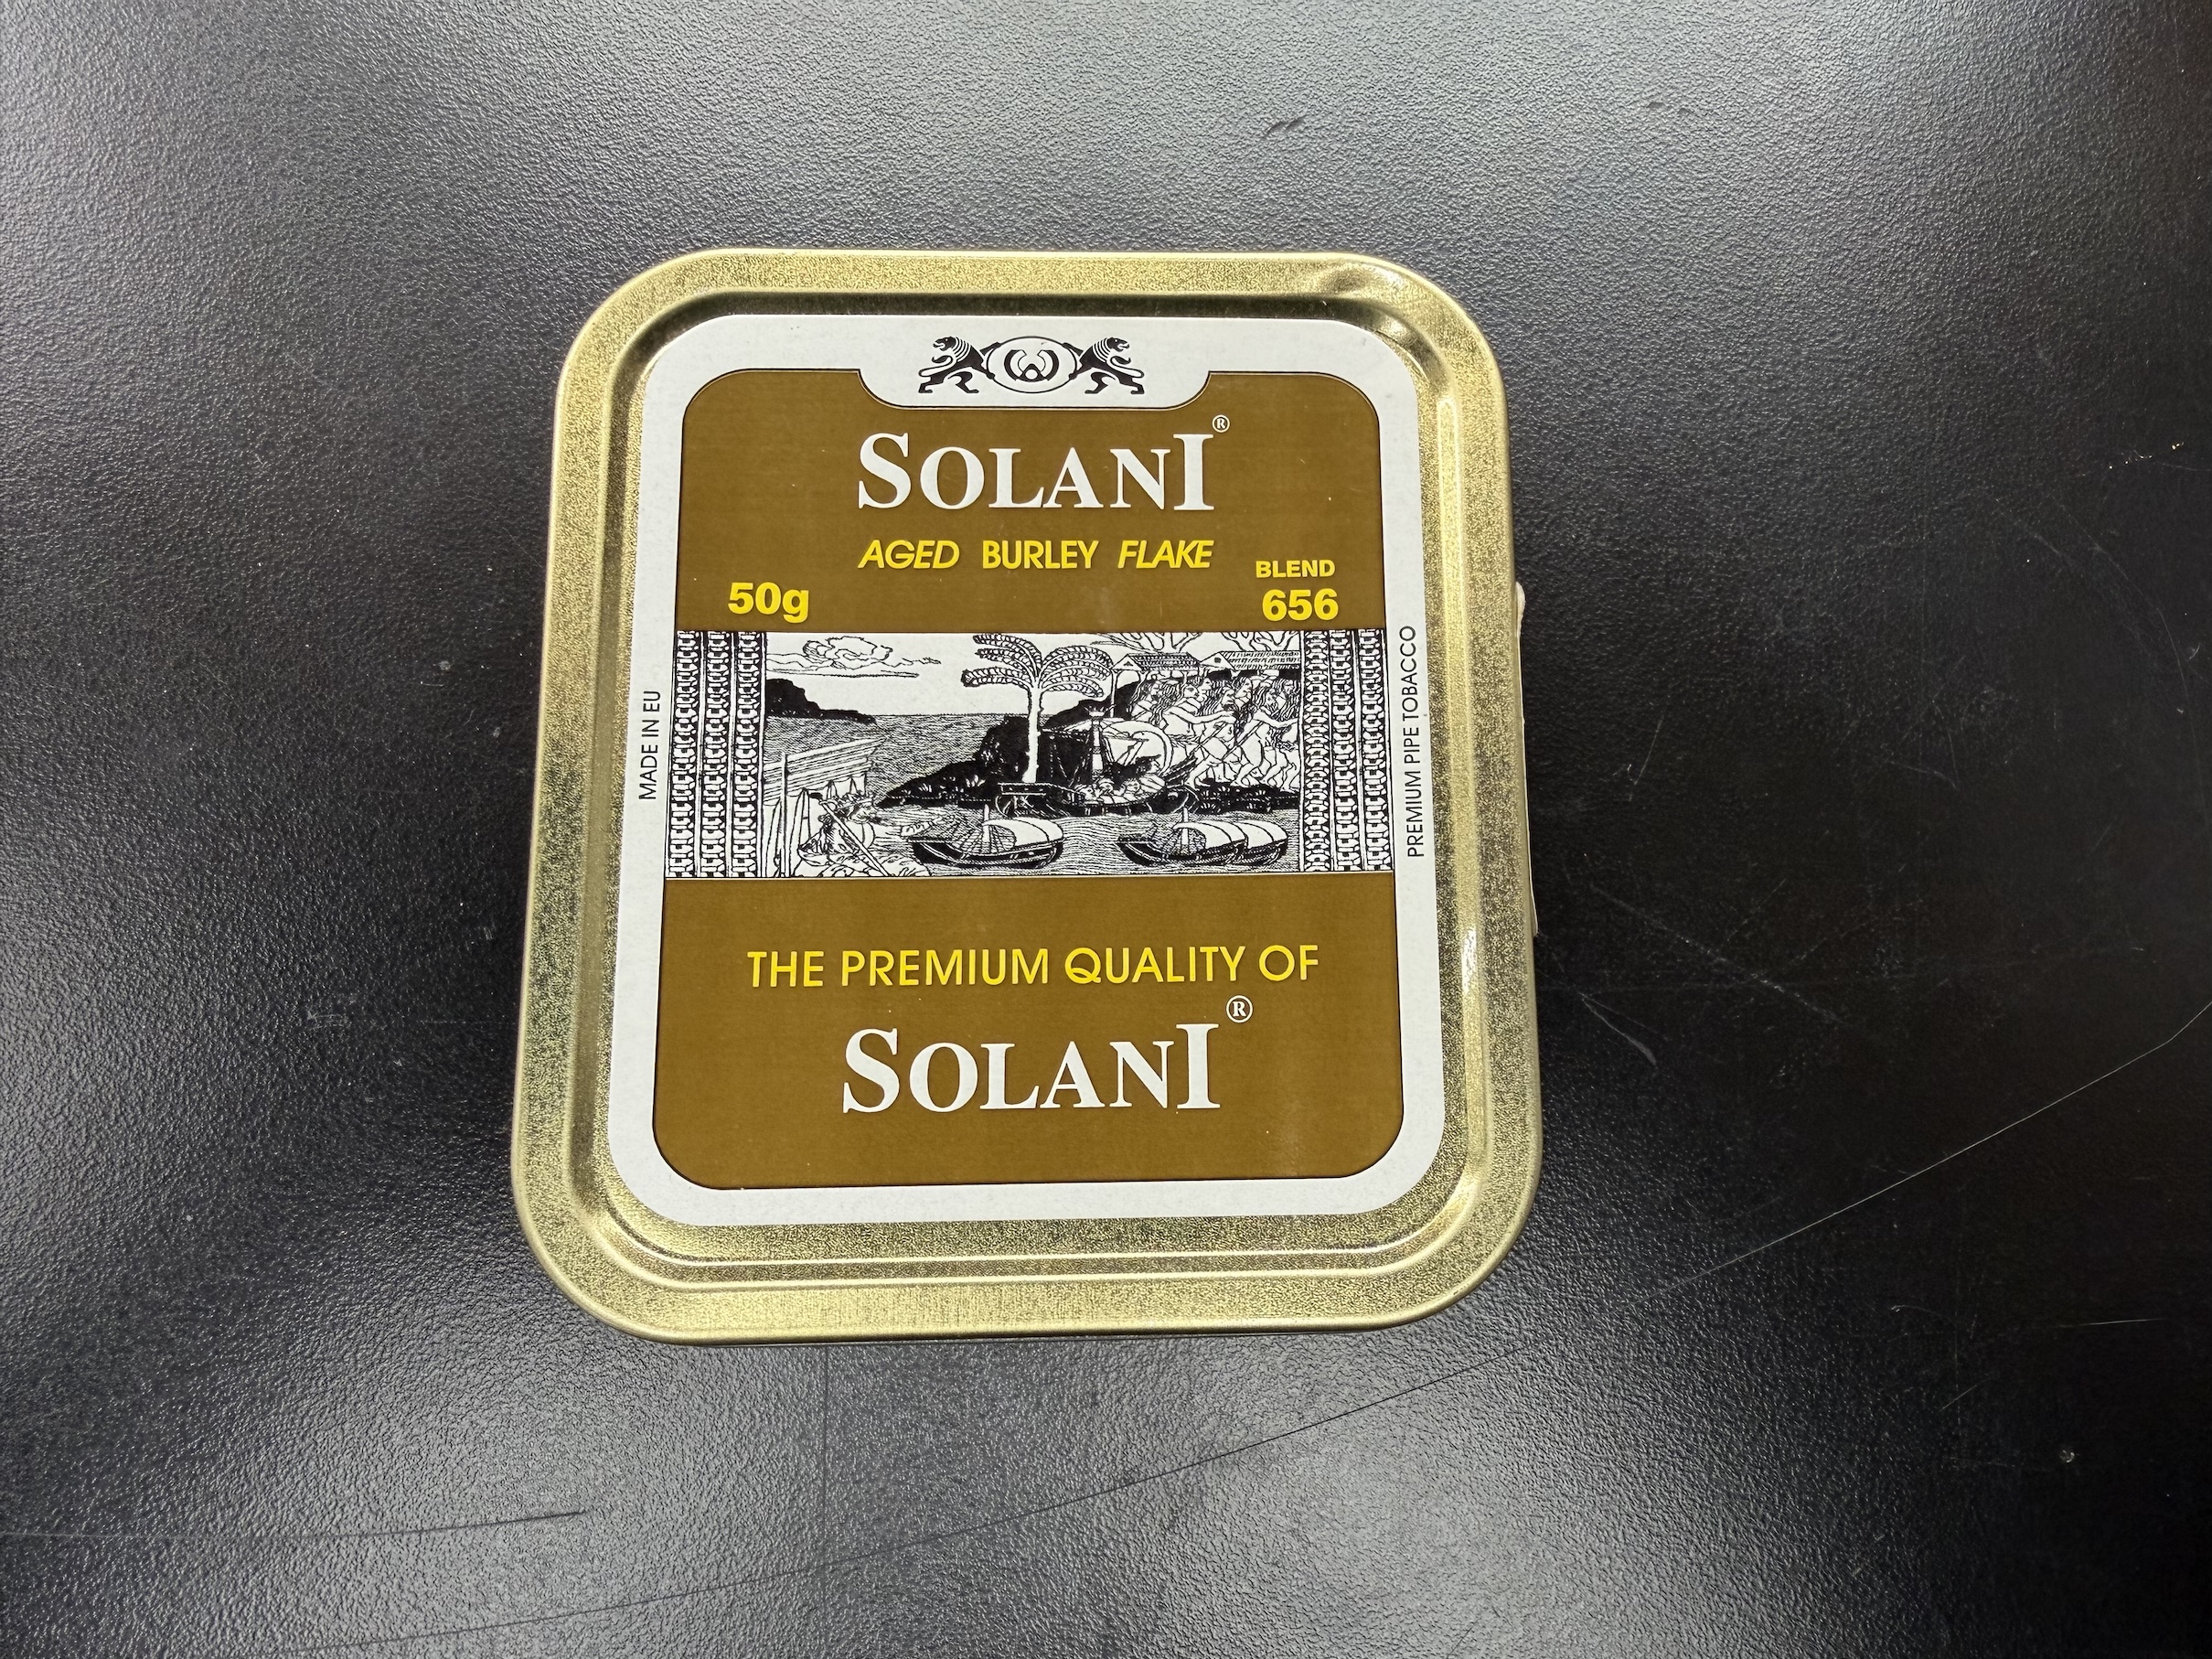 SOLANI®
AGED BURLEY FLAKE
50g
BLEND
656
MADE IN EU
PREMIUM PIPE TOBACCO
THE PREMIUM QUALITY OF
SOLANI®